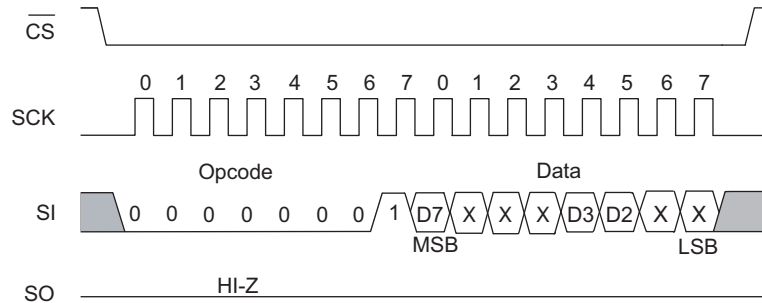 CS
0 1 2 3 4 5 6 7 0 1 2 3 4 5 6 7
SCK
Opcode Data
SI 0 0 0 0 0 0 0 1 D7 X X X D3 D2 X X
MSB LSB
HI-Z
SO